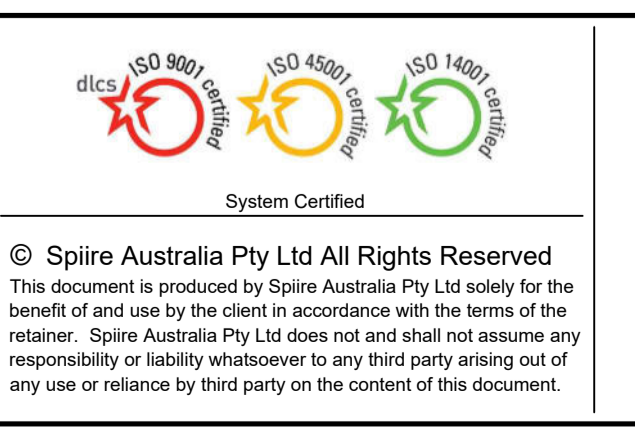 dlcs ISO 9001 certified ISO 45001 certified ISO 14001 certified
System Certified
© Spiire Australia Pty Ltd All Rights Reserved
This document is produced by Spiire Australia Pty Ltd solely for the
benefit of and use by the client in accordance with the terms of the
retainer. Spiire Australia Pty Ltd does not and shall not assume any
responsibility or liability whatsoever to any third party arising out of
any use or reliance by third party on the content of this document.